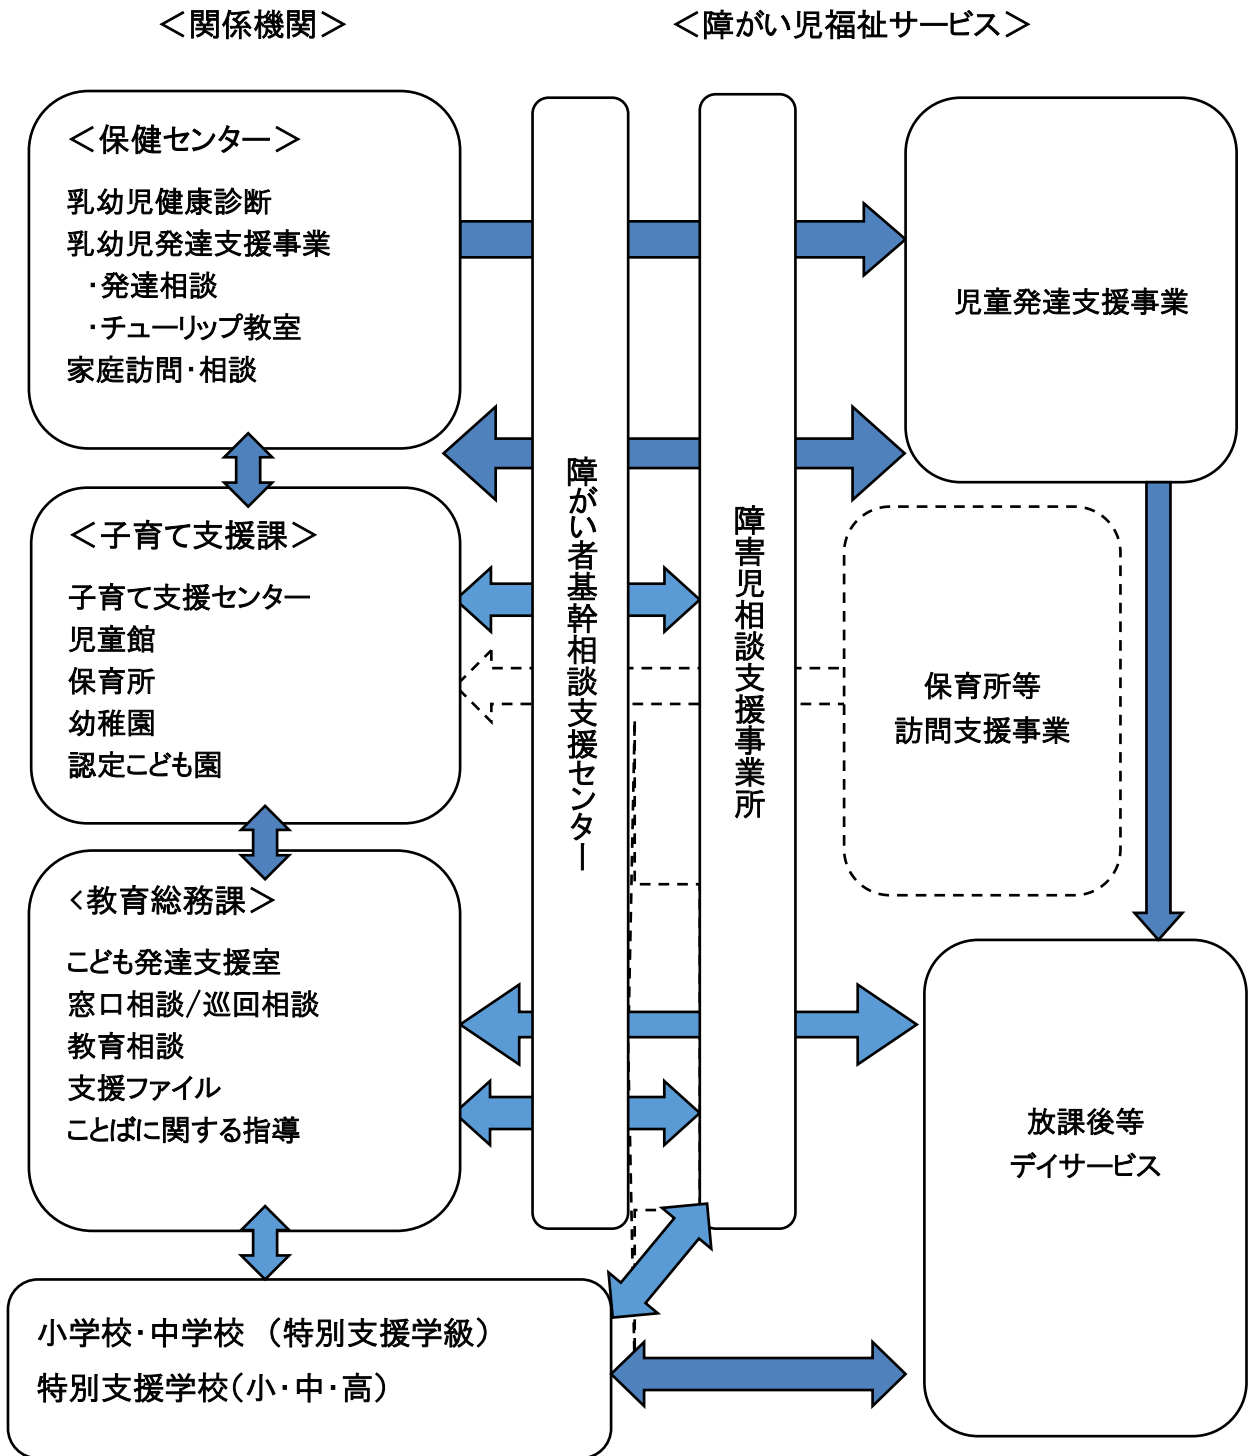 ＜関係機関＞
＜障がい児福祉サービス＞
＜保健センター＞
乳幼児健康診断
乳幼児発達支援事業
・発達相談
・チューリップ教室
家庭訪問・相談
＜子育て支援課＞
子育て支援センター
児童館
保育所
幼稚園
認定こども園
<教育総務課＞
こども発達支援室
窓口相談/巡回相談
教育相談
支援ファイル
ことばに関する指導
小学校・中学校 （特別支援学級）
特別支援学校（小・中・高）
障がい者基幹相談支援センター
障害児相談支援事業所
児童発達支援事業
保育所等
訪問支援事業
放課後等
デイサービス